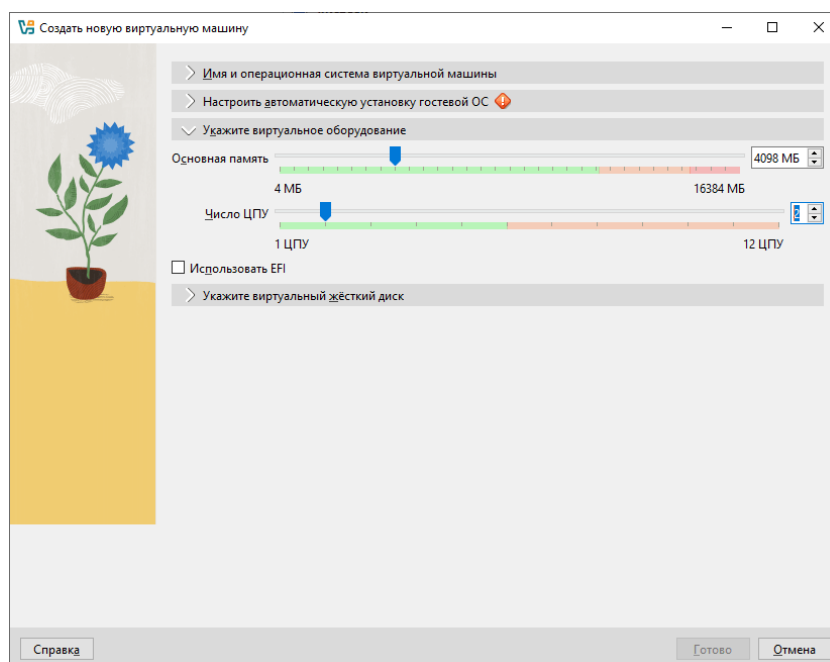 Создать новую виртуальную машину
Имя и операционная система виртуальной машины
Настроить автоматическую установку гостевой ОС
Укажите виртуальное оборудование
Основная память 4098 МБ
4 МБ 16384 МБ
Число ЦПУ 2
1 ЦПУ 12 ЦПУ
Использовать EFI
Укажите виртуальный жёсткий диск
Справка Готово Отмена